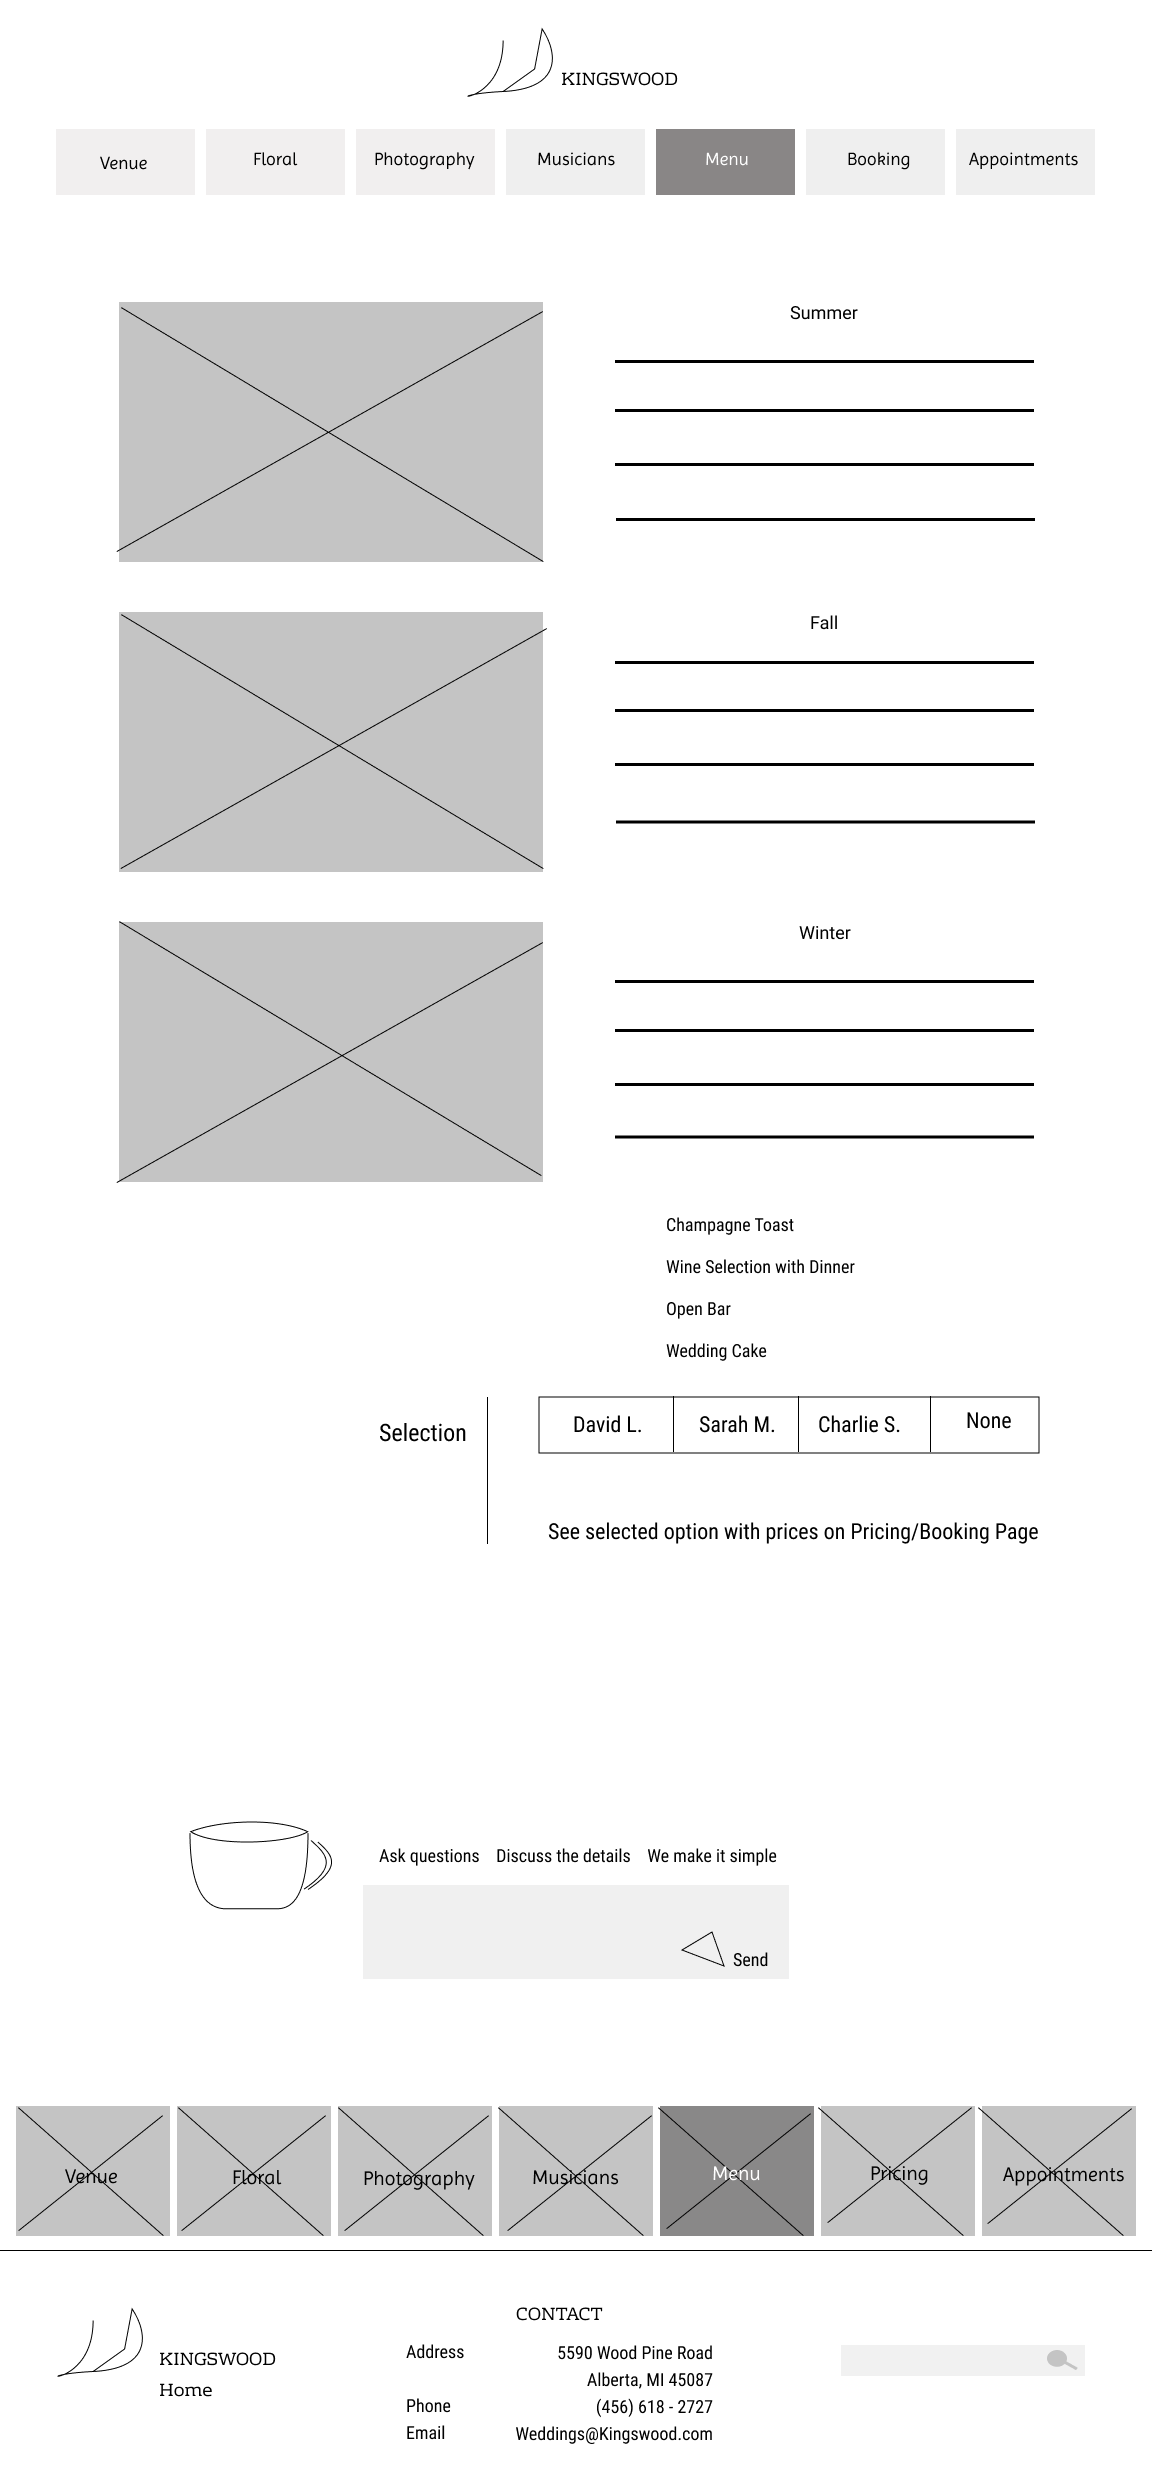 KINGSWOOD
Venue
Floral
Photography
Musicians
Menu
Booking
Appointments
Summer
Fall
Winter
Champagne Toast
Wine Selection with Dinner
Open Bar
Wedding Cake
Selection
David L.
Sarah M.
Charlie S.
None
See selected option with prices on Pricing/Booking Page
Ask questions
Discuss the details
We make it simple
Send
Venue
Floral
Photography
Musicians
Menu
Pricing
Appointments
KINGSWOOD
Home
CONTACT
Address
5590 Wood Pine Road
Alberta, MI 45087
Phone
(456) 618 - 2727
Email
Weddings@Kingswood.com